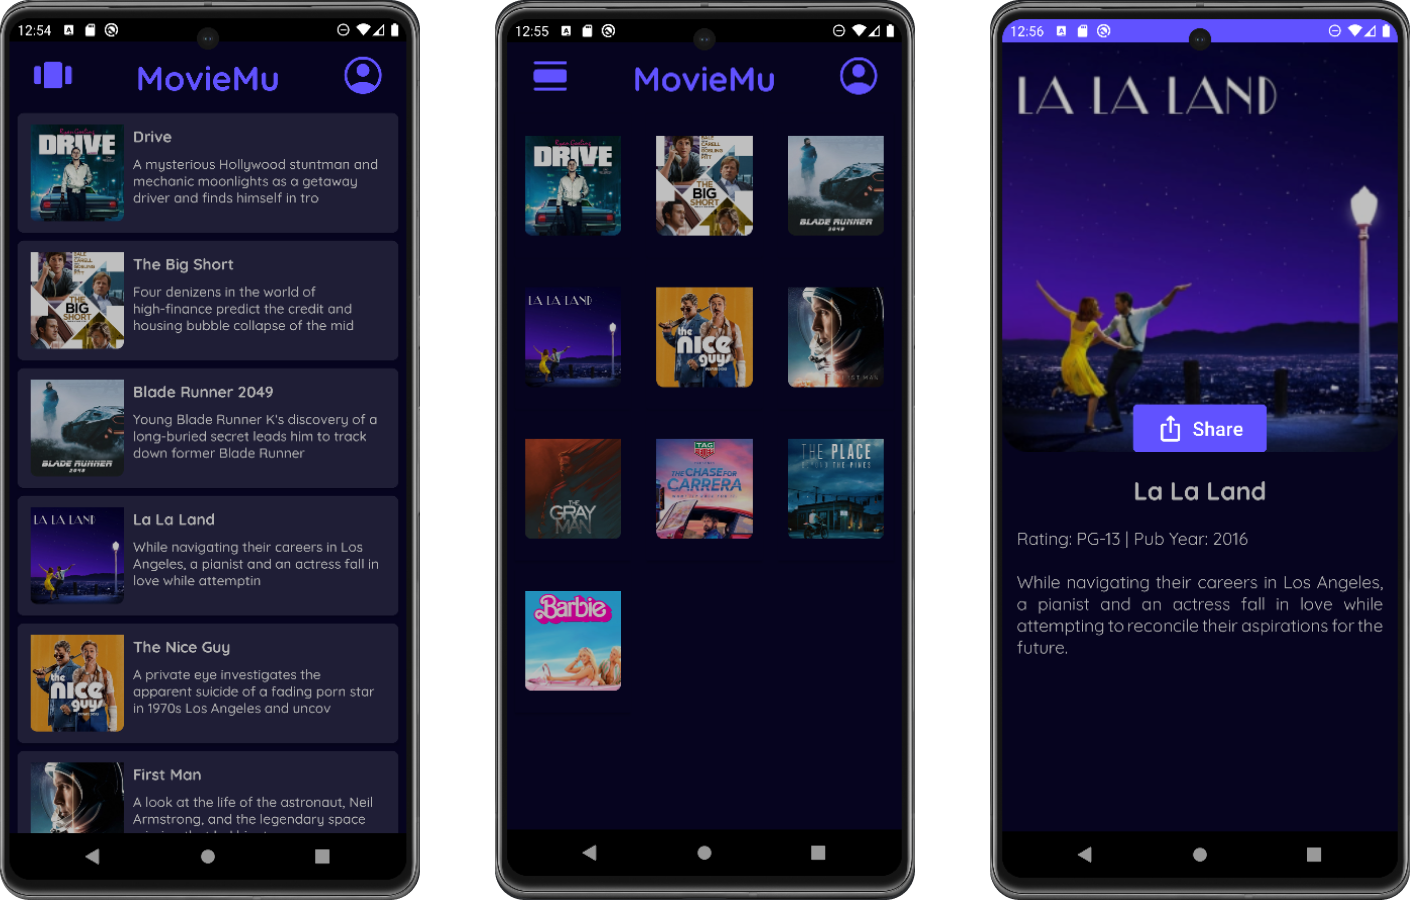 12:54
MovieMu
DRIVE
Drive
A mysterious Hollywood stuntman and
mechanic moonlights as a getaway
driver and finds himself in tro
THE
BIG
SHORT
The Big Short
Four denizens in the world of
high-finance predict the credit and
housing bubble collapse of the mid
BLADE RUNNER
2049
Blade Runner 2049
Young Blade Runner K's discovery of a
long-buried secret leads him to track
down former Blade Runner
LA LA LAND
La La Land
While navigating their careers in Los
Angeles, a pianist and an actress fall in
love while attemptin
the
nice
guys
The Nice Guy
A private eye investigates the
apparent suicide of a fading porn star
in 1970s Los Angeles and uncov
First Man
A look at the life of the astronaut, Neil
Armstrong, and the legendary space
12:55
MovieMu
DRIVE
THE
BIG
SHORT
BLADE RUNNER
2049
LA LA LAND
the
nice
guys
THE
GRAY
MAN
TAG
THE CHASE FOR
CARRERA
THE PLACE
BEYOND THE PINES
Barbie
12:56
LA LA LAND
Share
La La Land
Rating: PG-13 | Pub Year: 2016
While navigating their careers in Los Angeles,
a pianist and an actress fall in love while
attempting to reconcile their aspirations for the
future.